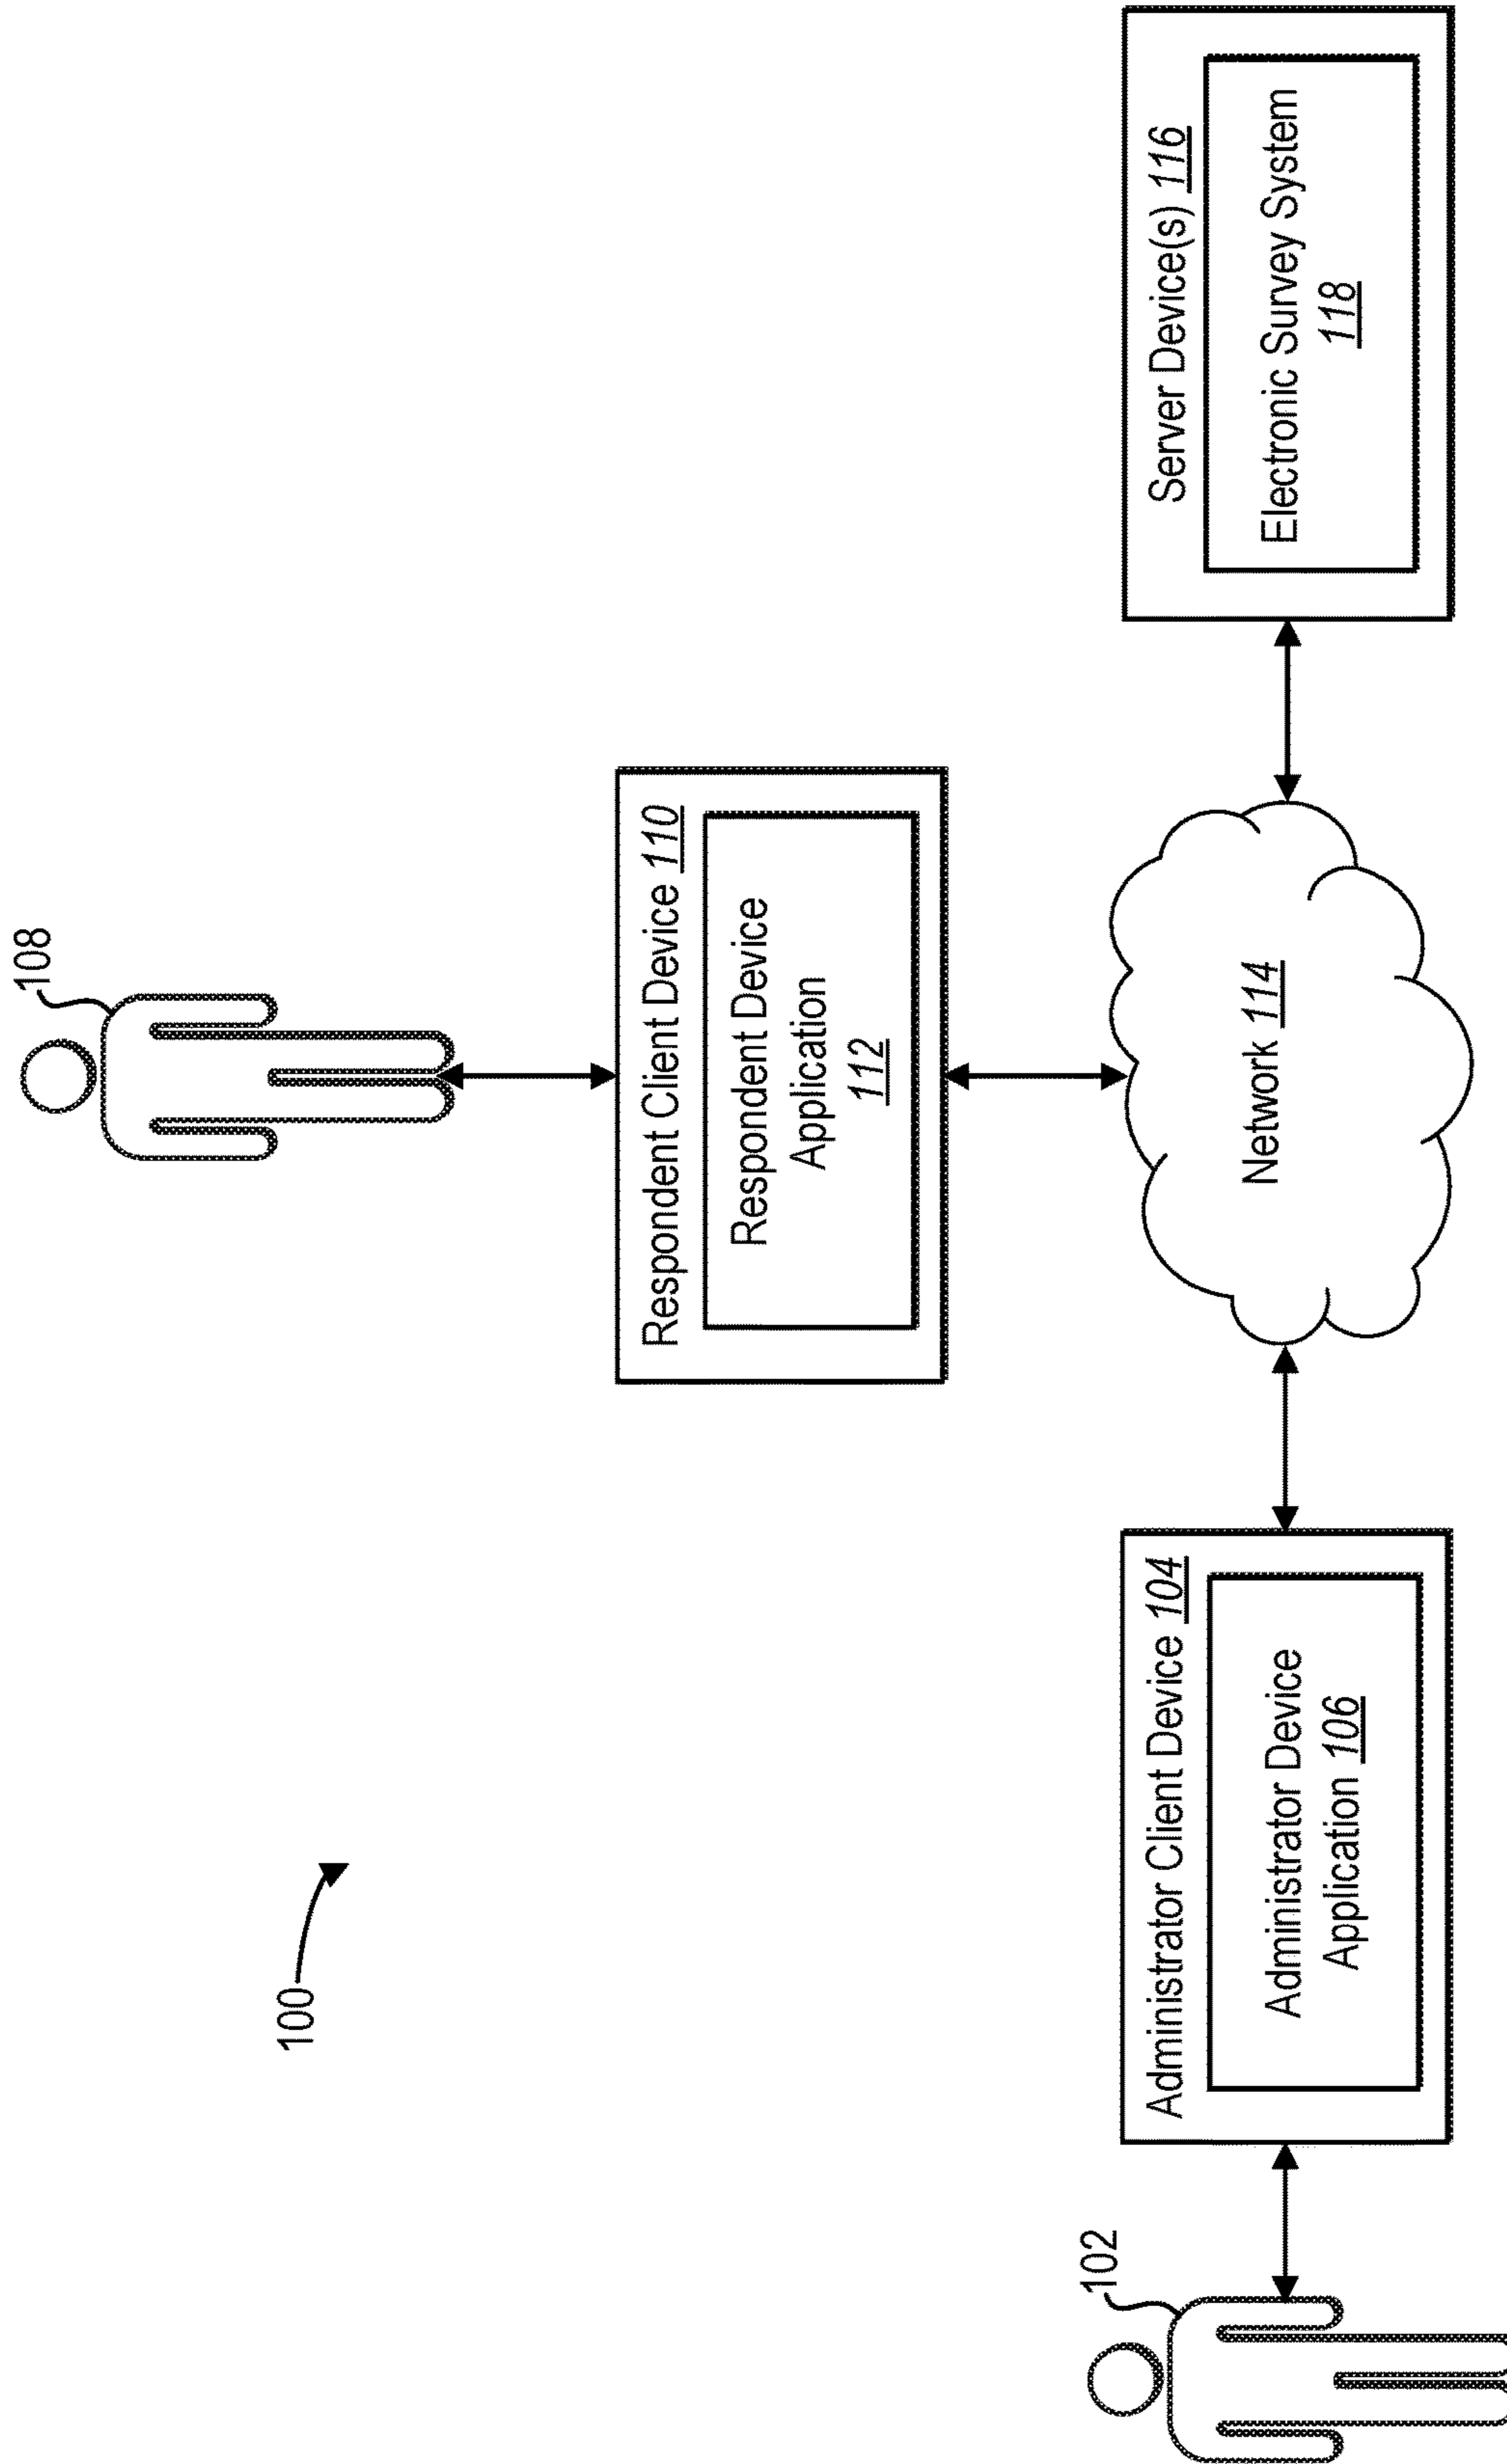 100
108
Respondent Client Device 110
Respondent Device
Application
112
102
Administrator Client Device 104
Administrator Device
Application 106
Network 114
Server Device(s) 116
Electronic Survey System
118